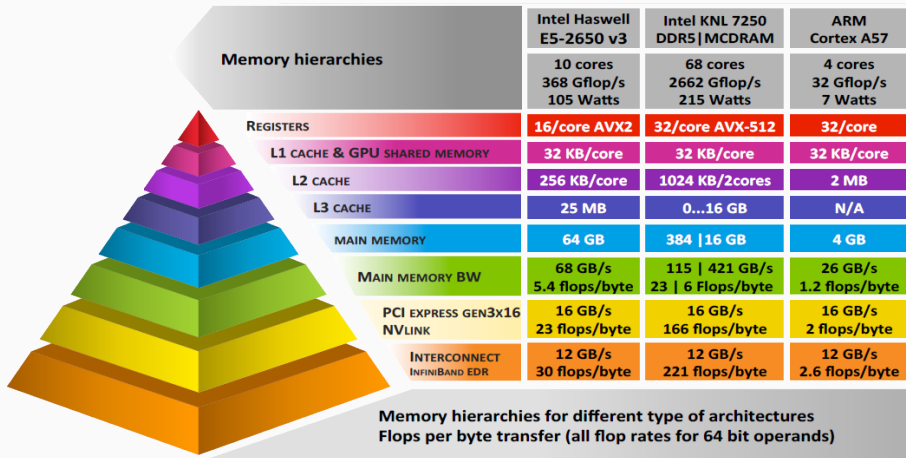 Memory hierarchies
Intel Haswell
E5-2650 v3
Intel KNL 7250
DDR5|MCDRAM
ARM
Cortex A57
10 cores
368 Gflop/s
105 Watts
68 cores
2662 Gflop/s
215 Watts
4 cores
32 Gflop/s
7 Watts
REGISTERS
16/core AVX2
32/core AVX-512
32/core
L1 CACHE & GPU SHARED MEMORY
32 KB/core
32 KB/core
32 KB/core
L2 CACHE
256 KB/core
1024 KB/2cores
2 MB
L3 CACHE
25 MB
0...16 GB
N/A
MAIN MEMORY
64 GB
384 |16 GB
4 GB
MAIN MEMORY BW
68 GB/s
5.4 flops/byte
115 | 421 GB/s
23 | 6 Flops/byte
26 GB/s
1.2 flops/byte
PCI EXPRESS GEN3X16
NVLINK
16 GB/s
23 flops/byte
16 GB/s
166 flops/byte
16 GB/s
2 flops/byte
INTERCONNECT
INFINIBAND EDR
12 GB/s
30 flops/byte
12 GB/s
221 flops/byte
12 GB/s
2.6 flops/byte
Memory hierarchies for different type of architectures
Flops per byte transfer (all flop rates for 64 bit operands)